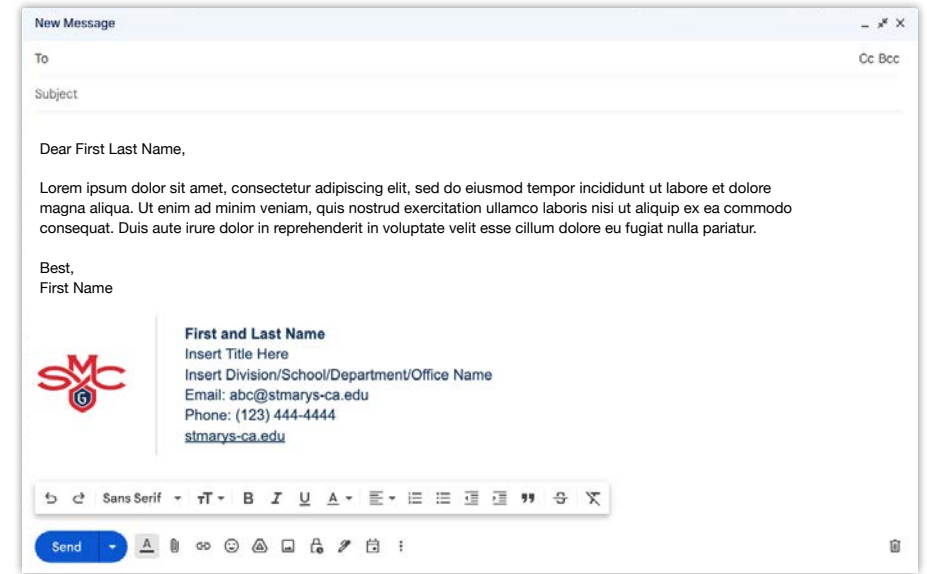 New Message
To Cc Bcc
Subject
Dear First Last Name,
Lorem ipsum dolor sit amet, consectetur adipiscing elit, sed do eiusmod tempor incididunt ut labore et dolore
magna aliqua. Ut enim ad minim veniam, quis nostrud exercitation ullamco laboris nisi ut aliquip ex ea commodo
consequat. Duis aute irure dolor in reprehenderit in voluptate velit esse cillum dolore eu fugiat nulla pariatur.
Best,
First Name
SMC
G
First and Last Name
Insert Title Here
Insert Division/School/Department/Office Name
Email: abc@stmarys-ca.edu
Phone: (123) 444-4444
stmarys-ca.edu
Sans Serif
Send